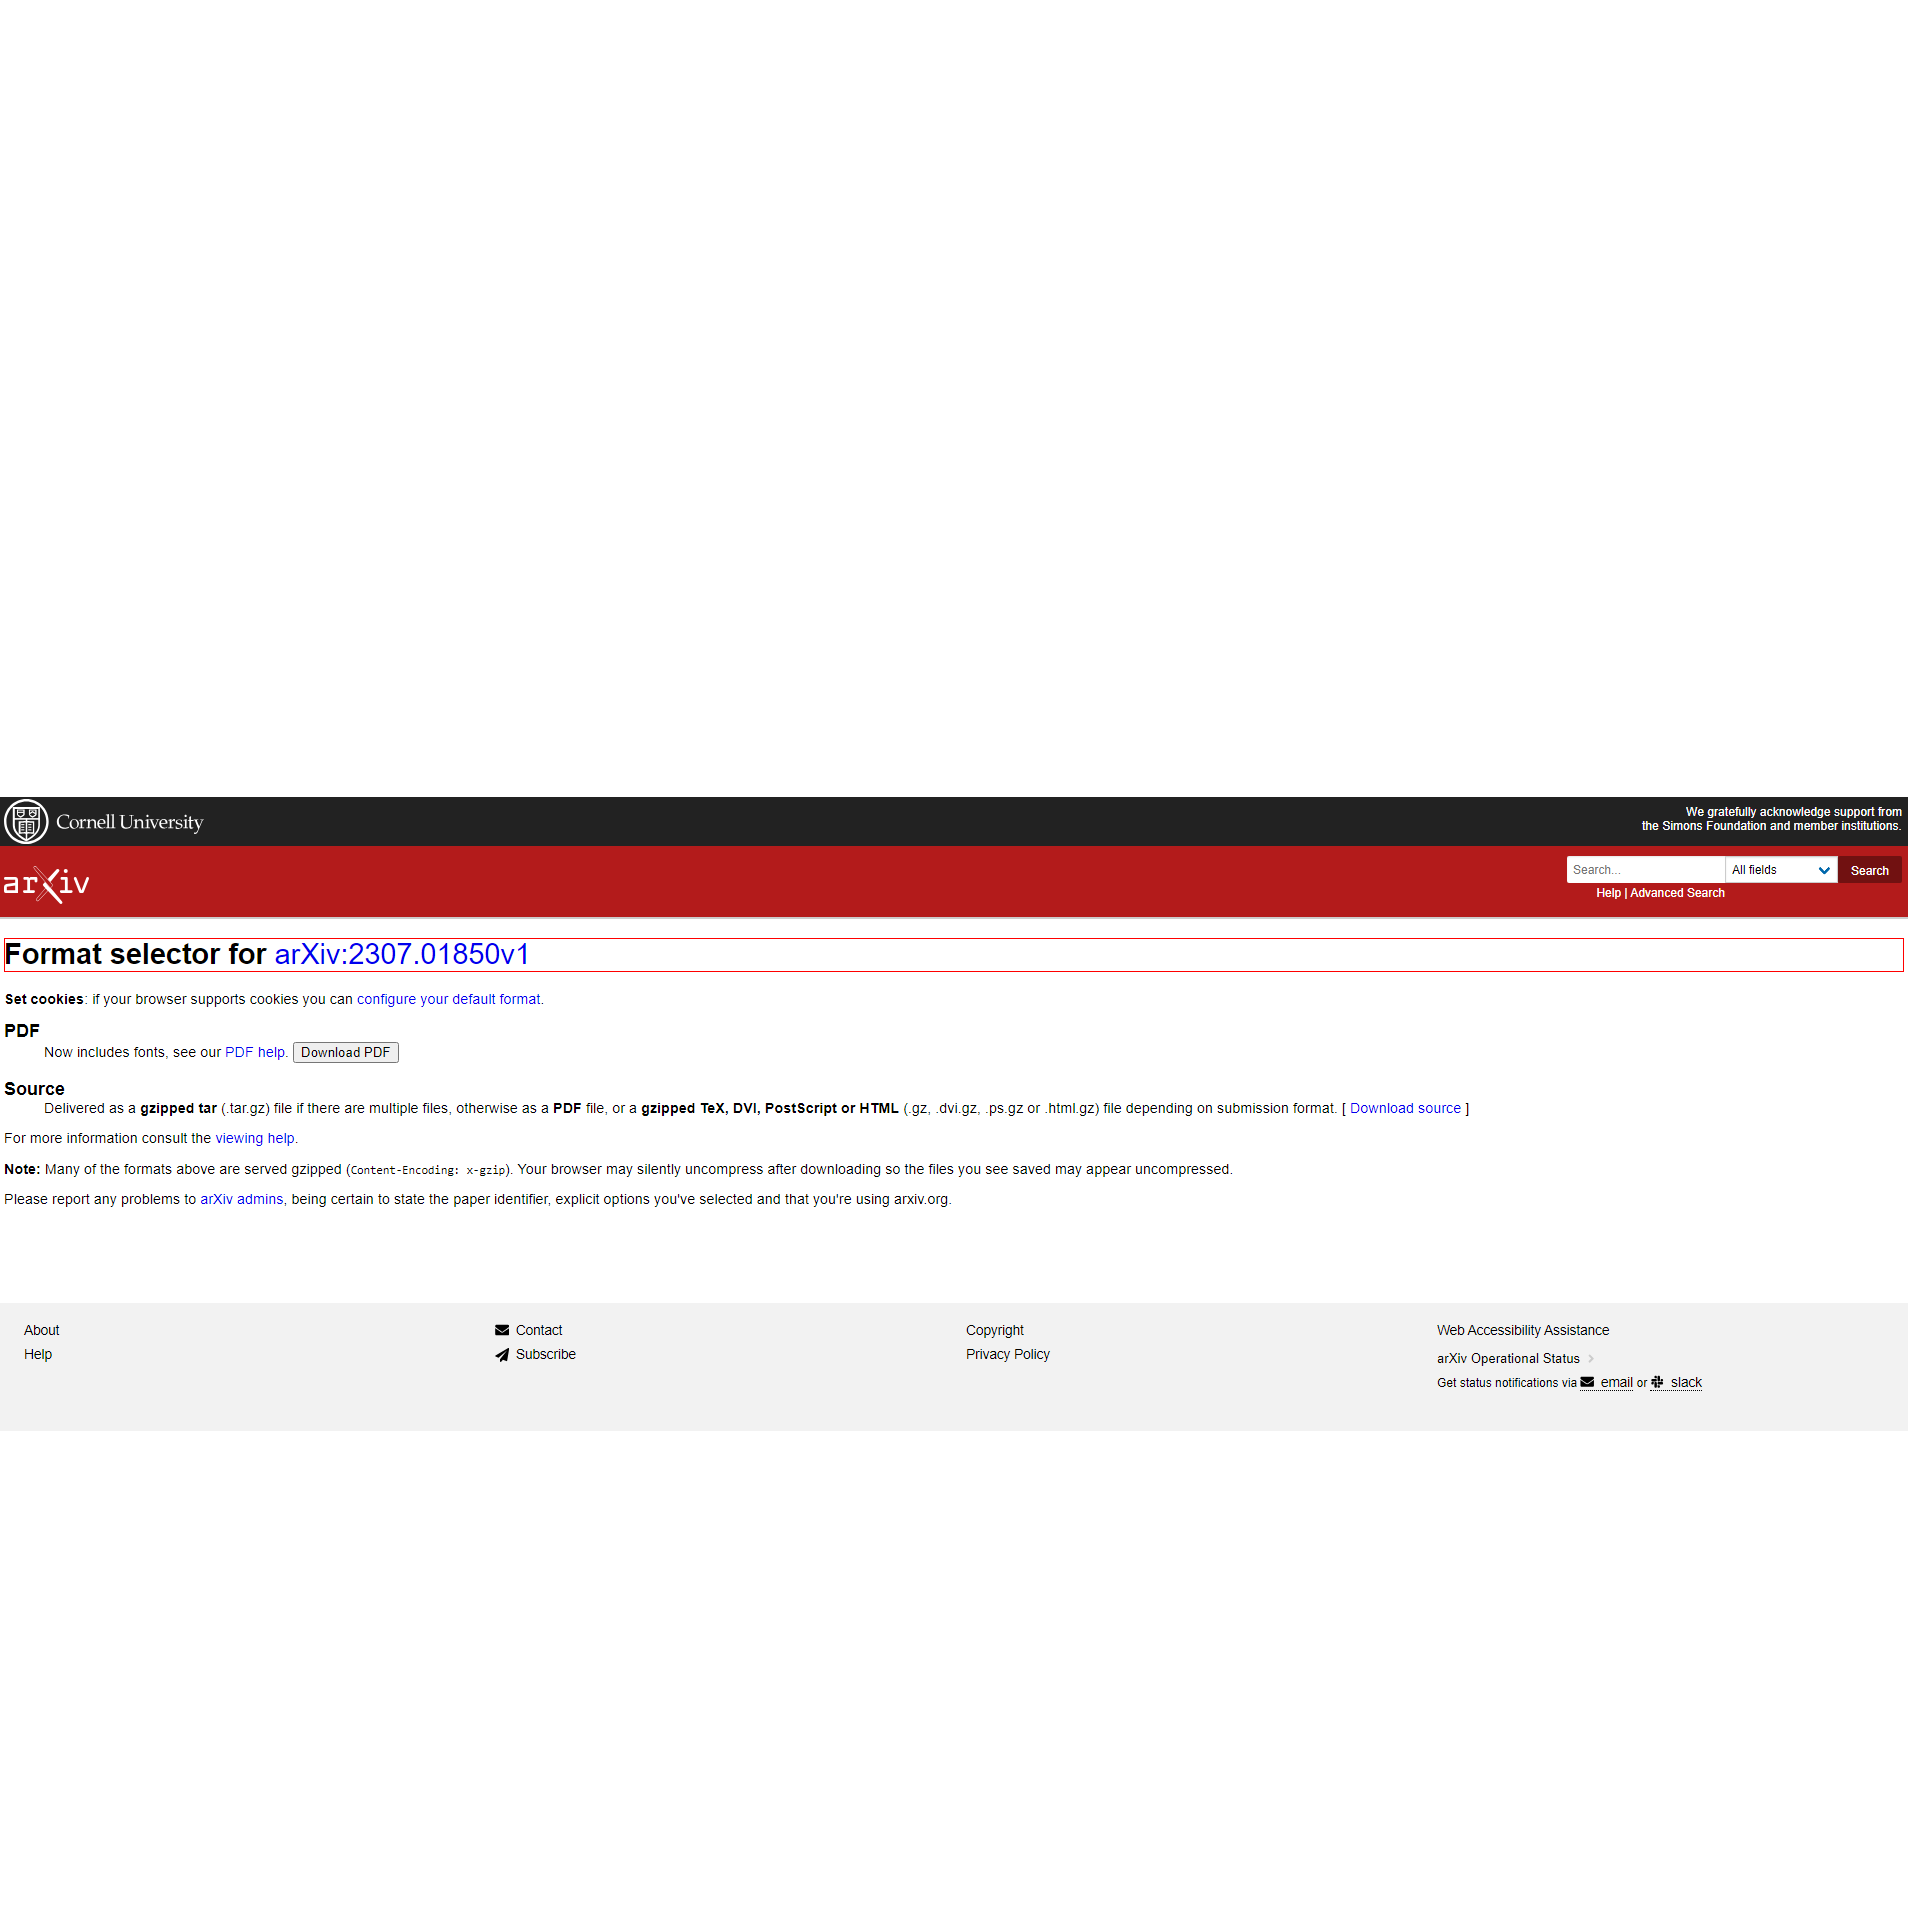 Cornell University
We gratefully acknowledge support from
the Simons Foundation and member institutions.
arXiv
Search...
All fields
Search
Help | Advanced Search
Format selector for arXiv:2307.01850v1
Set cookies: if your browser supports cookies you can configure your default format.
PDF
Now includes fonts, see our PDF help. Download PDF
Source
Delivered as a gzipped tar (.tar.gz) file if there are multiple files, otherwise as a PDF file, or a gzipped TeX, DVI, PostScript or HTML (.gz, .dvi.gz, .ps.gz or .html.gz) file depending on submission format. [ Download source ]
For more information consult the viewing help.
Note: Many of the formats above are served gzipped (Content-Encoding: x-gzip). Your browser may silently uncompress after downloading so the files you see saved may appear uncompressed.
Please report any problems to arXiv admins, being certain to state the paper identifier, explicit options you've selected and that you're using arxiv.org.
About
Help
Contact
Subscribe
Copyright
Privacy Policy
Web Accessibility Assistance
arXiv Operational Status
Get status notifications via email or slack